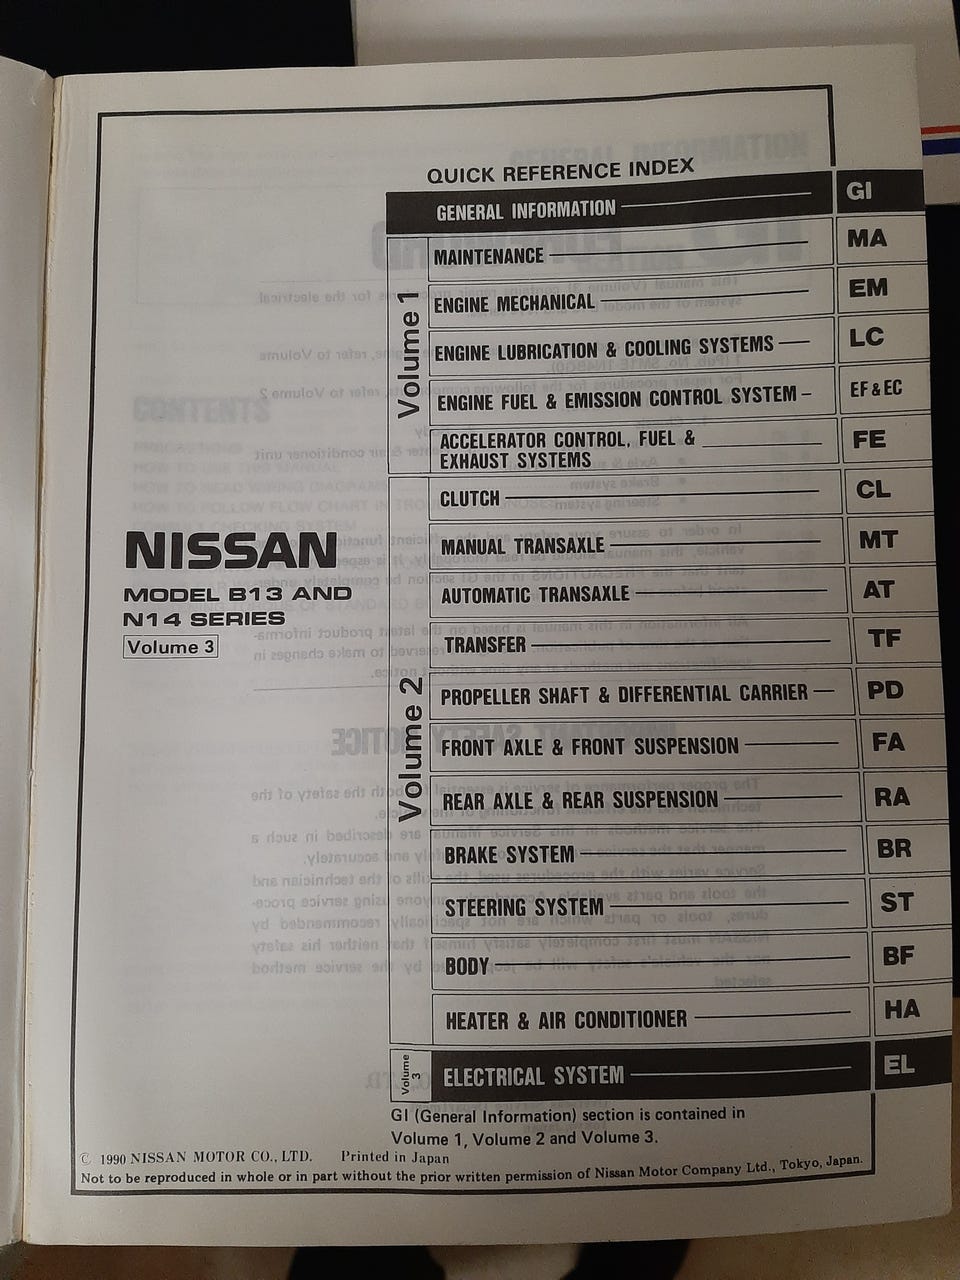 QUICK REFERENCE INDEX
GENERAL INFORMATION GI
Volume 1
MAINTENANCE MA
ENGINE MECHANICAL EM
ENGINE LUBRICATION & COOLING SYSTEMS LC
ENGINE FUEL & EMISSION CONTROL SYSTEM EF & EC
ACCELERATOR CONTROL, FUEL & FE
EXHAUST SYSTEMS
NISSAN
MODEL B13 AND
N14 SERIES
Volume 3
Volume 2
CLUTCH CL
MANUAL TRANSAXLE MT
AUTOMATIC TRANSAXLE AT
TRANSFER TF
PROPELLER SHAFT & DIFFERENTIAL CARRIER PD
FRONT AXLE & FRONT SUSPENSION FA
REAR AXLE & REAR SUSPENSION RA
BRAKE SYSTEM BR
STEERING SYSTEM ST
BODY BF
HEATER & AIR CONDITIONER HA
Volume 3
ELECTRICAL SYSTEM EL
GI (General Information) section is contained in
Volume 1, Volume 2 and Volume 3.
© 1990 NISSAN MOTOR CO., LTD. Printed in Japan
Not to be reproduced in whole or in part without the prior written permission of Nissan Motor Company Ltd., Tokyo, Japan.